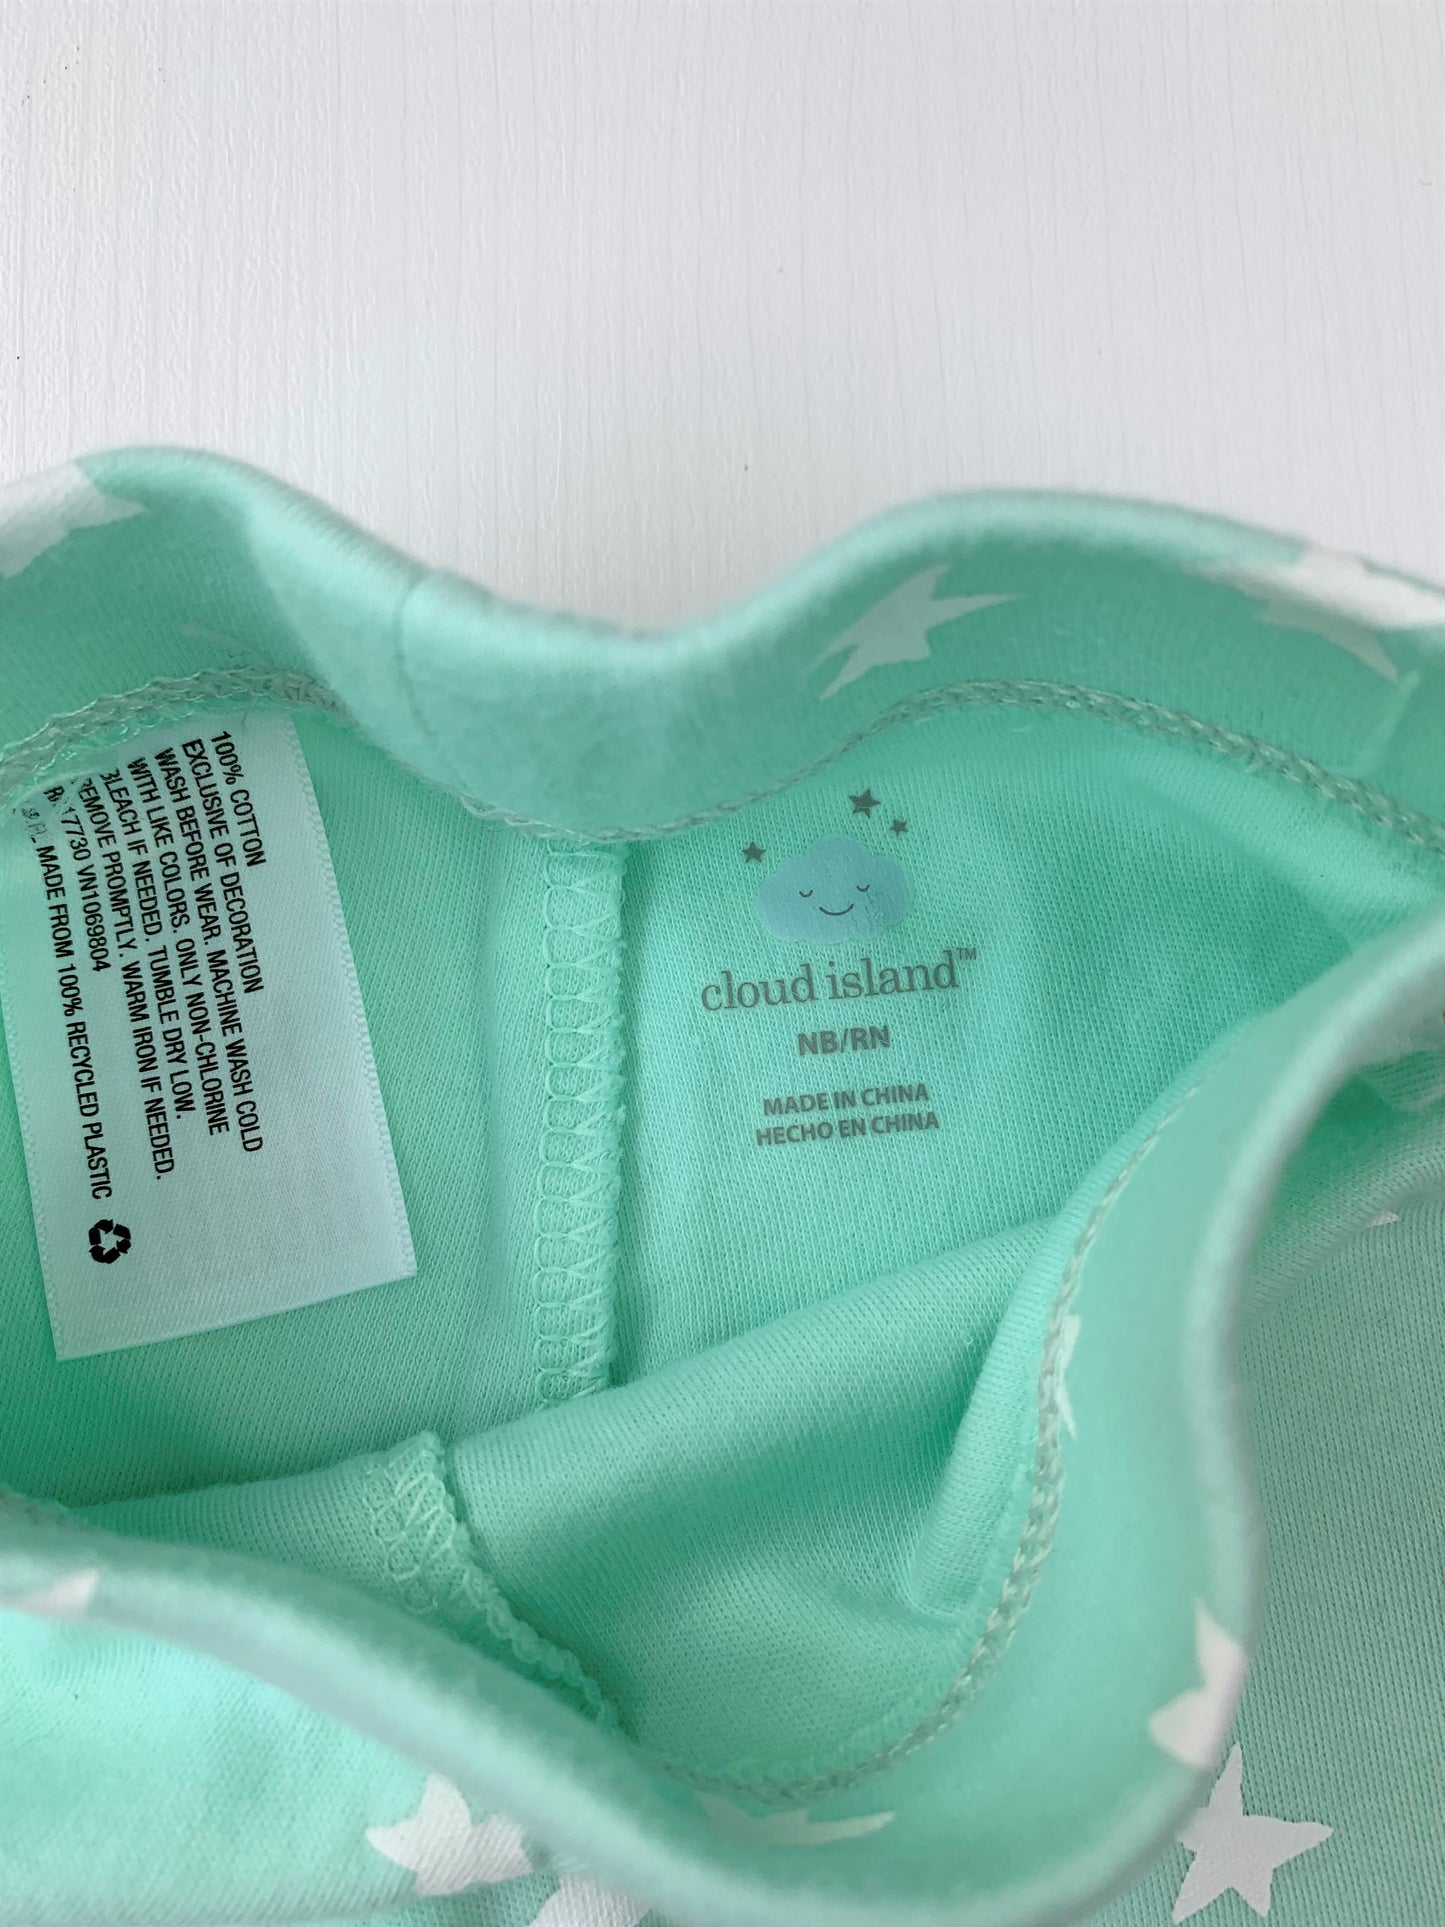 100% COTTON
EXCLUSIVE OF DECORATION
WASH BEFORE WEAR. MACHINE WASH COLD
WITH LIKE COLORS. ONLY NON-CHLORINE
BLEACH IF NEEDED. TUMBLE DRY LOW.
REMOVE PROMPTLY. WARM IRON IF NEEDED.
17730 VN1069804
MADE FROM 100% RECYCLED PLASTIC
cloud island™
NB/RN
MADE IN CHINA
HECHO EN CHINA